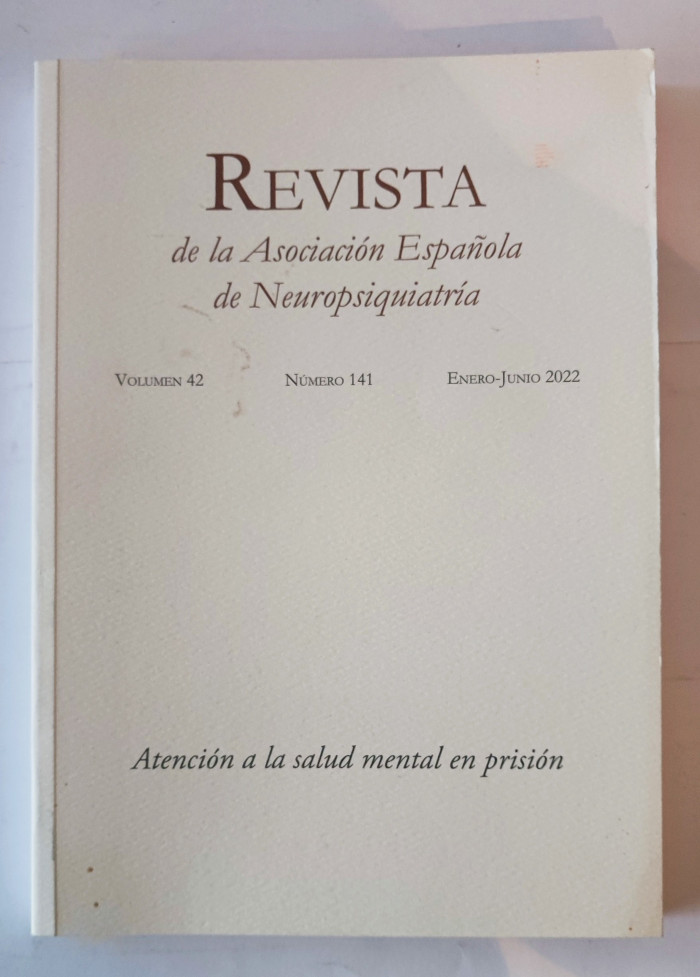 Revista
de la Asociación Española
de Neuropsiquiatría
Volumen 42 Número 141 Enero-Junio 2022
Atención a la salud mental en prisión